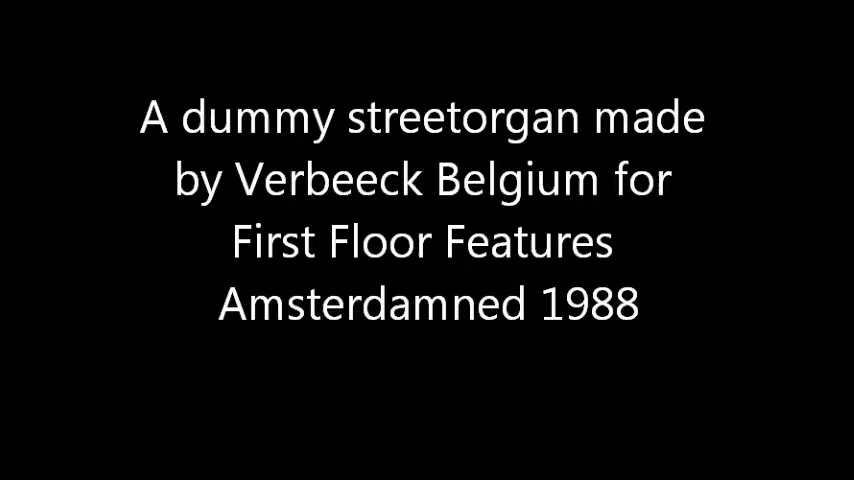 A dummy streetorgan made
by Verbeeck Belgium for
First Floor Features
Amsterdamned 1988